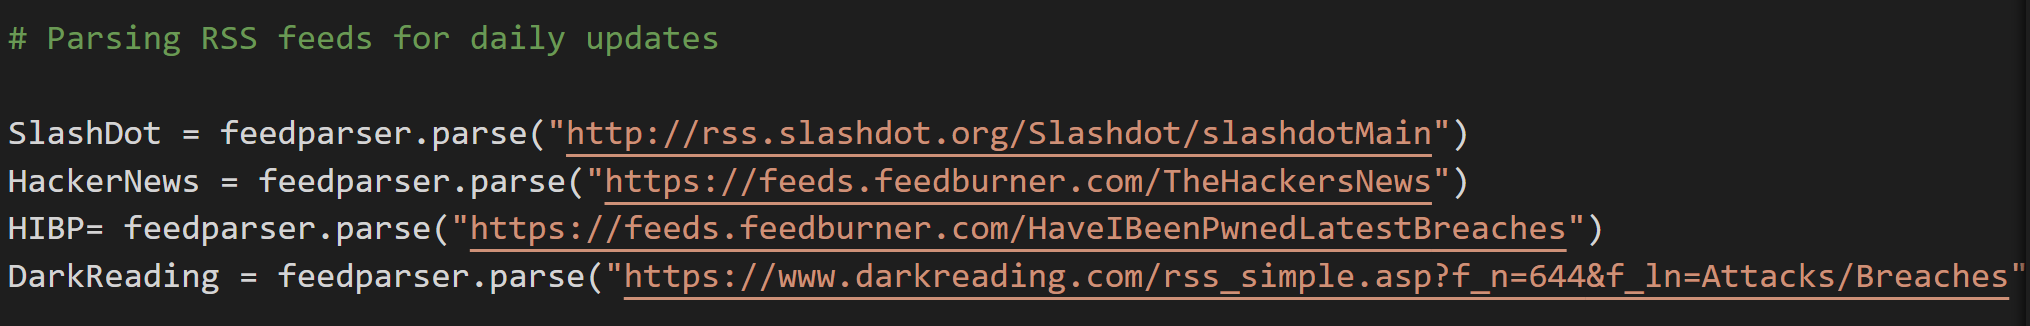 # Parsing RSS feeds for daily updates
SlashDot = feedparser.parse("http://rss.slashdot.org/Slashdot/slashdotMain")
HackerNews = feedparser.parse("https://feeds.feedburner.com/TheHackersNews")
HIBP= feedparser.parse("https://feeds.feedburner.com/HaveIBeenPwnedLatestBreaches")
DarkReading = feedparser.parse("https://www.darkreading.com/rss_simple.asp?f_n=644&f_ln=Attacks/Breaches"